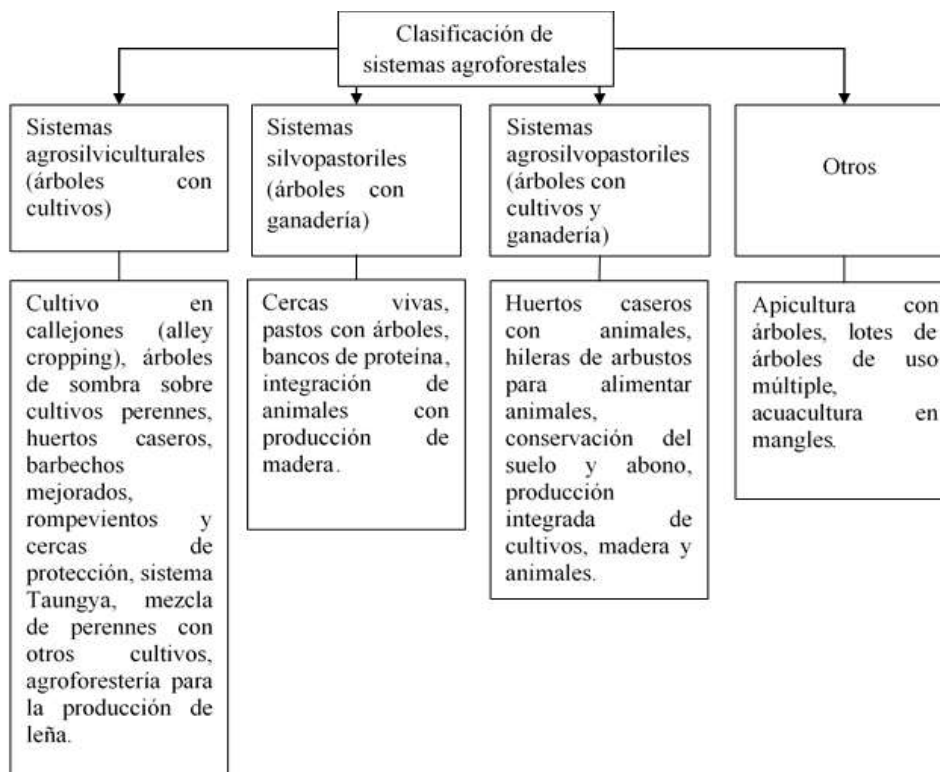 Clasificación de
sistemas agroforestales
Sistemas
agrosilviculturales
(árboles con
cultivos)
Sistemas
silvopastoriles
(árboles con
ganadería)
Sistemas
agrosilvopastoriles
(árboles con
cultivos y
ganadería)
Otros
Cultivo en
callejones (alley
cropping), árboles
de sombra sobre
cultivos perennes,
huertos caseros,
barbechos
mejorados,
rompevientos y
cercas de
protección, sistema
Taungya, mezcla
de perennes con
otros cultivos,
agroforestería para
la producción de
leña.
Cercas vivas,
pastos con árboles,
bancos de proteína,
integración de
animales con
producción de
madera.
Huertos caseros
con animales,
hileras de arbustos
para alimentar
animales,
conservación del
suelo y abono,
producción
integrada de
cultivos, madera y
animales.
Apicultura con
árboles, lotes de
árboles de uso
múltiple,
acuacultura en
mangles.